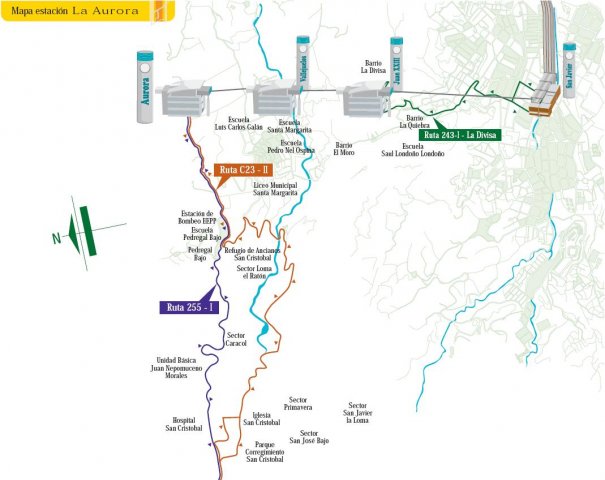 Mapa estación La Aurora
Aurora
Vallejuelos
Juan XXIII
San Javier
Barrio
La Divisa
Escuela
Luis Carlos Galán
Escuela
Santa Margarita
Barrio
La Quiebra
Ruta 243-I - La Divisa
Escuela
Pedro Nel Ospina
Barrio
El Moro
Escuela
Saul Londoño Londoño
Ruta C23 - II
Liceo Municipal
Santa Margarita
Estación de
Bombeo EEPP
Escuela
Pedregal Bajo
N
Pedregal
Bajo
Refugio de Ancianos
San Cristobal
Sector Loma
el Ratón
Ruta 255 - I
Sector
Caracol
Unidad Básica
Juan Nepomuceno
Morales
Sector
Primavera
Sector
San Javier
la Loma
Hospital
San Cristobal
Iglesia
San Cristobal
Sector
San José Bajo
Parque
Corregimiento
San Cristobal